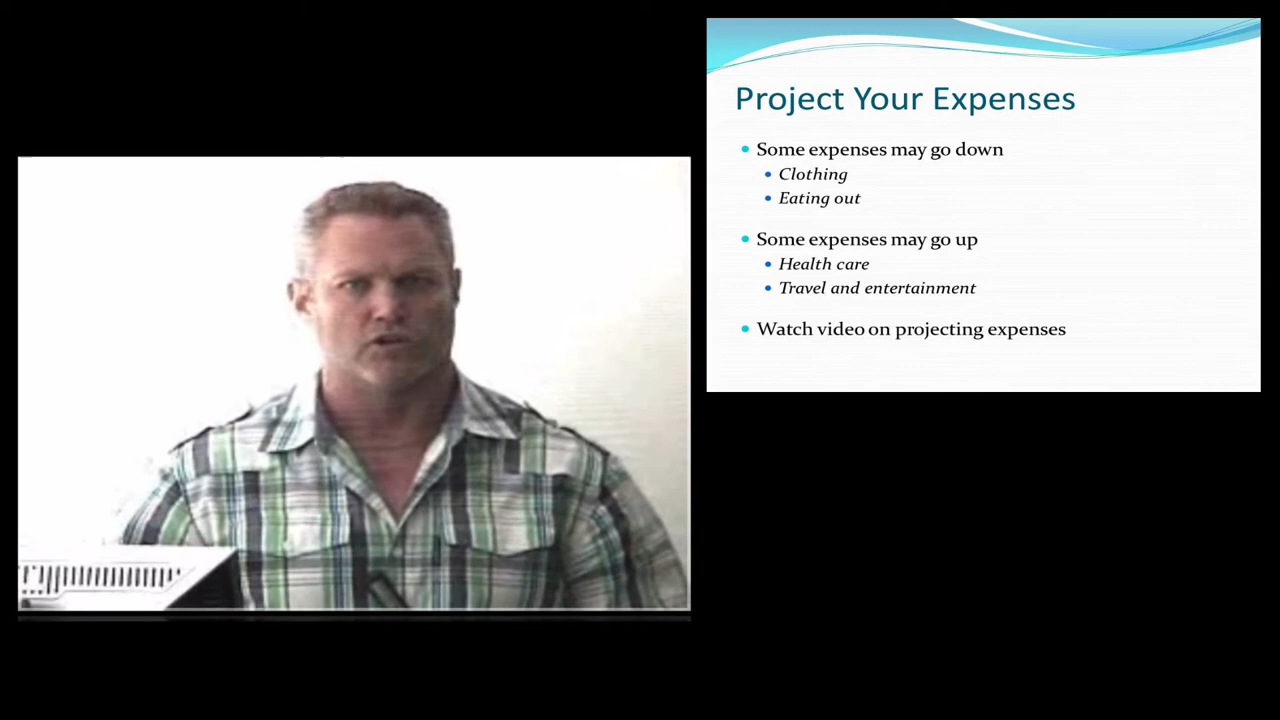 Project Your Expenses
Some expenses may go down
Clothing
Eating out
Some expenses may go up
Health care
Travel and entertainment
Watch video on projecting expenses